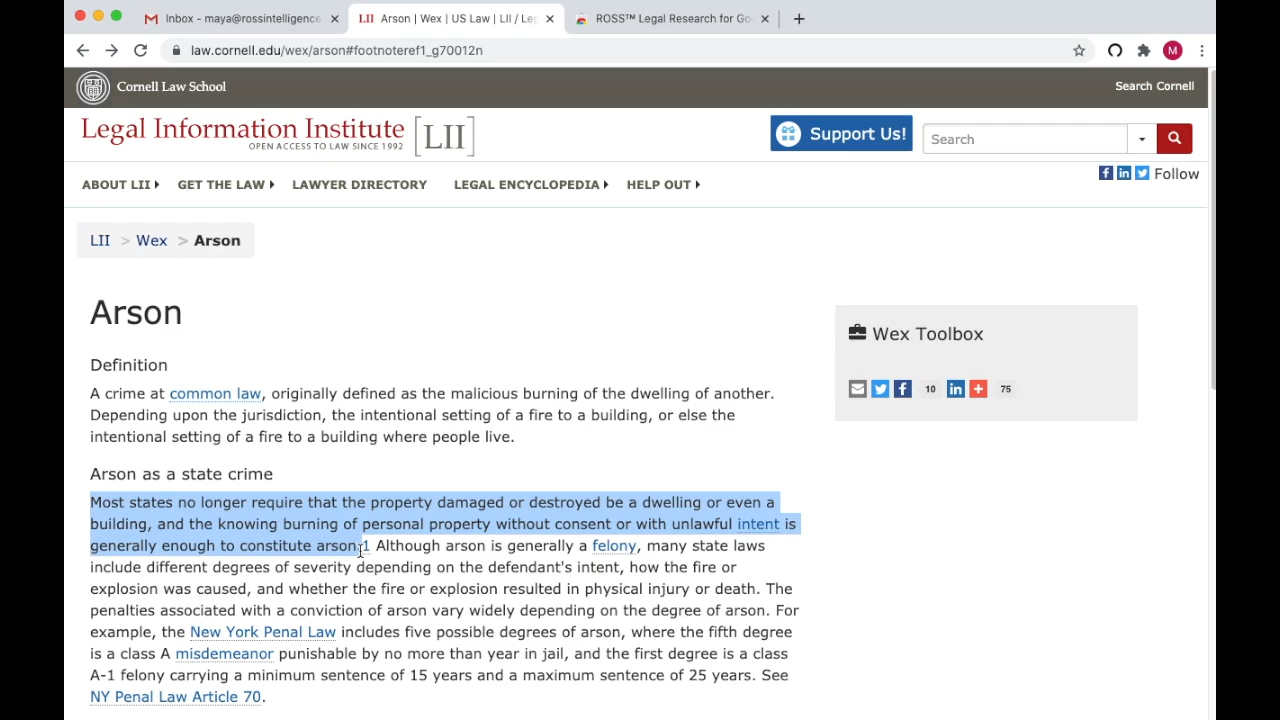 Inbox - maya@rossintelligence
LII Arson | Wex | US Law | LII / Le
ROSS™ Legal Research for Go
law.cornell.edu/wex/arson#footnoteref1_g70012n
M
Cornell Law School
Search Cornell
Legal Information Institute [LII]
OPEN ACCESS TO LAW SINCE 1992
Support Us!
Search
ABOUT LII GET THE LAW LAWYER DIRECTORY LEGAL ENCYCLOPEDIA HELP OUT
Follow
LII > Wex > Arson
Arson
Definition
A crime at common law, originally defined as the malicious burning of the dwelling of another.
Depending upon the jurisdiction, the intentional setting of a fire to a building, or else the
intentional setting of a fire to a building where people live.
Arson as a state crime
Most states no longer require that the property damaged or destroyed be a dwelling or even a
building, and the knowing burning of personal property without consent or with unlawful intent is
generally enough to constitute arson.1 Although arson is generally a felony, many state laws
include different degrees of severity depending on the defendant's intent, how the fire or
explosion was caused, and whether the fire or explosion resulted in physical injury or death. The
penalties associated with a conviction of arson vary widely depending on the degree of arson. For
example, the New York Penal Law includes five possible degrees of arson, where the fifth degree
is a class A misdemeanor punishable by no more than year in jail, and the first degree is a class
A-1 felony carrying a minimum sentence of 15 years and a maximum sentence of 25 years. See
NY Penal Law Article 70.
Wex Toolbox
10 75